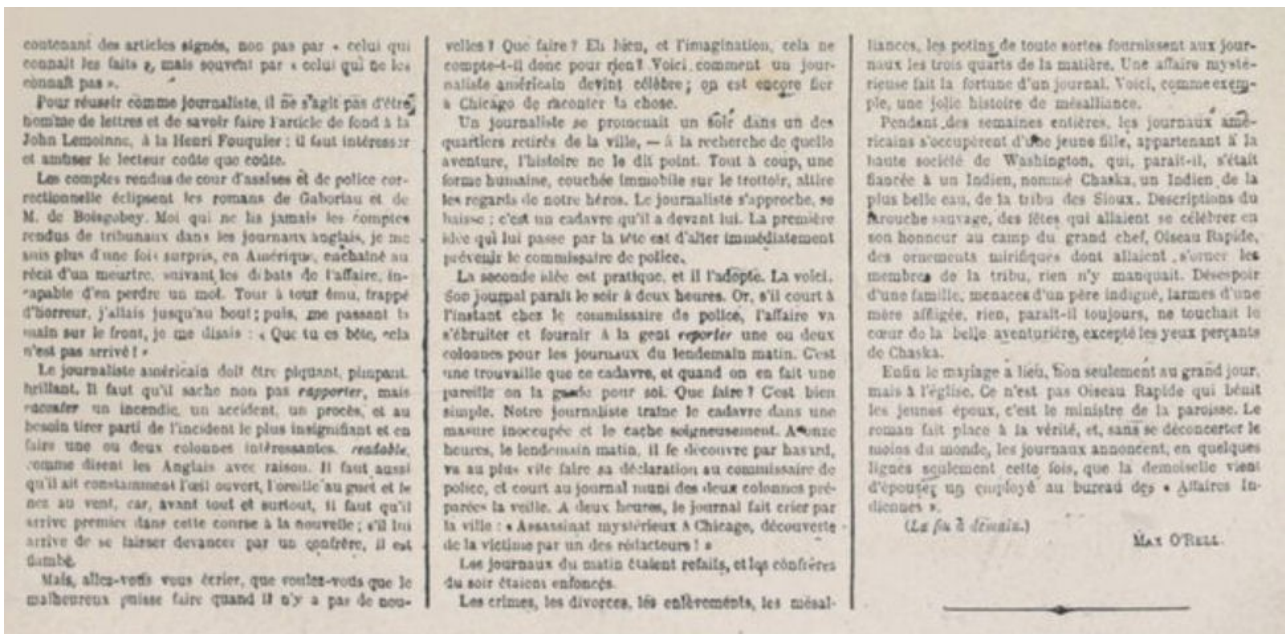 contenant des articles signés, non pas par « celui qui
connaît les faits », mais souvent par « celui qui ne les
connaît pas ».
Pour réussir comme journaliste, il ne s'agit pas d'être
homme de lettres et de savoir faire l'article de fond à la
John Lemoinne, à la Henri Fouquier ; il faut intéresser
et amuser le lecteur coûte que coûte.
Les comptes rendus de cour d'assises et de police cor-
rectionnelle éclipsent les romans de Gaboriau et de
M. de Boisgobey. Moi qui ne lis jamais les comptes
rendus de tribunaux dans les journaux anglais, je me
suis plus d'une fois surpris, en Amérique, enchaîné au
récit d'un meurtre, suivant les débats de l'affaire, in-
capable d'en perdre un mot. Tour à tour ému, frappé
d'horreur, j'allais jusqu'au bout ; puis, me passant la
main sur le front, je me disais : « Que tu es bête, cela
n'est pas arrivé ! »
Le journaliste américain doit être piquant, pimpant,
brillant. Il faut qu'il sache non pas rapporter, mais
raconter un incendie, un accident, un procès, et au
besoin tirer parti de l'incident le plus insignifiant et en
faire une ou deux colonnes intéressantes, readable,
comme disent les Anglais avec raison. Il faut aussi
qu'il ait constamment l'œil ouvert, l'oreille au guet et le
nez au vent, car, avant tout et surtout, il faut qu'il
arrive premier dans cette course à la nouvelle ; s'il lui
arrive de se laisser devancer par un confrère, il est
flambé.
Mais, allez-vous vous écrier, que voulez-vous que le
malheureux puisse faire quand il n'y a pas de nou-
velles ? Que faire ? Eh bien, et l'imagination, cela ne
compte-t-il donc pour rien ? Voici comment un jour-
naliste américain devint célèbre ; on est encore fier
à Chicago de raconter la chose.
Un journaliste se promenait un soir dans un des
quartiers retirés de la ville, — à la recherche de quelle
aventure, l'histoire ne le dit point. Tout à coup, une
forme humaine, couchée immobile sur le trottoir, attire
les regards de notre héros. Le journaliste s'approche, se
baisse : c'est un cadavre qu'il a devant lui. La première
idée qui lui passe par la tête est d'aller immédiatement
prévenir le commissaire de police.
La seconde idée est pratique, et il l'adopte. La voici.
Son journal paraît le soir à deux heures. Or, s'il court à
l'instant chez le commissaire de police, l'affaire va
s'ébruiter et fournir à la gent reporter une ou deux
colonnes pour les journaux du lendemain matin. C'est
une trouvaille que ce cadavre, et quand on en fait une
pareille on la garde pour soi. Que faire ? C'est bien
simple. Notre journaliste traîne le cadavre dans une
masure inoccupée et le cache soigneusement. A onze
heures, le lendemain matin, il le découvre par hasard,
va au plus vite faire sa déclaration au commissaire de
police, et court au journal muni des deux colonnes pré-
parées la veille. A deux heures, le journal fait crier par
la ville : « Assassinat mystérieux à Chicago, découverte
de la victime par un des rédacteurs ! »
Les journaux du matin étaient refaits, et les confrères
du soir étaient enfoncés.
Les crimes, les divorces, les enlèvements, les mésal-
liances, les potins de toute sortes fournissent aux jour-
naux les trois quarts de la matière. Une affaire mysté-
rieuse fait la fortune d'un journal. Voici, comme exem-
ple, une jolie histoire de mésalliance.
Pendant des semaines entières, les journaux amé-
ricains s'occupèrent d'une jeune fille, appartenant à la
haute société de Washington, qui, paraît-il, s'était
fiancée à un Indien, nommé Chaska, un Indien de la
plus belle eau, de la tribu des Sioux. Descriptions du
farouche sauvage, des fêtes qui allaient se célébrer en
son honneur au camp du grand chef, Oiseau Rapide,
des ornements mirifiques dont allaient s'orner les
membres de la tribu, rien n'y manquait. Désespoir
d'une famille, menaces d'un père indigné, larmes d'une
mère affligée, rien, paraît-il toujours, ne touchait le
cœur de la belle aventurière, excepté les yeux perçants
de Chaska.
Enfin le mariage a lieu, non seulement au grand jour,
mais à l'église. Ce n'est pas Oiseau Rapide qui bénit
les jeunes époux, c'est le ministre de la paroisse. Le
roman fait place à la vérité, et, sans se déconcerter le
moins du monde, les journaux annoncent, en quelques
lignes seulement cette fois, que la demoiselle vient
d'épouser un employé au bureau des « Affaires In-
diennes ».
(La fin à demain.)
MAX O'RELL.